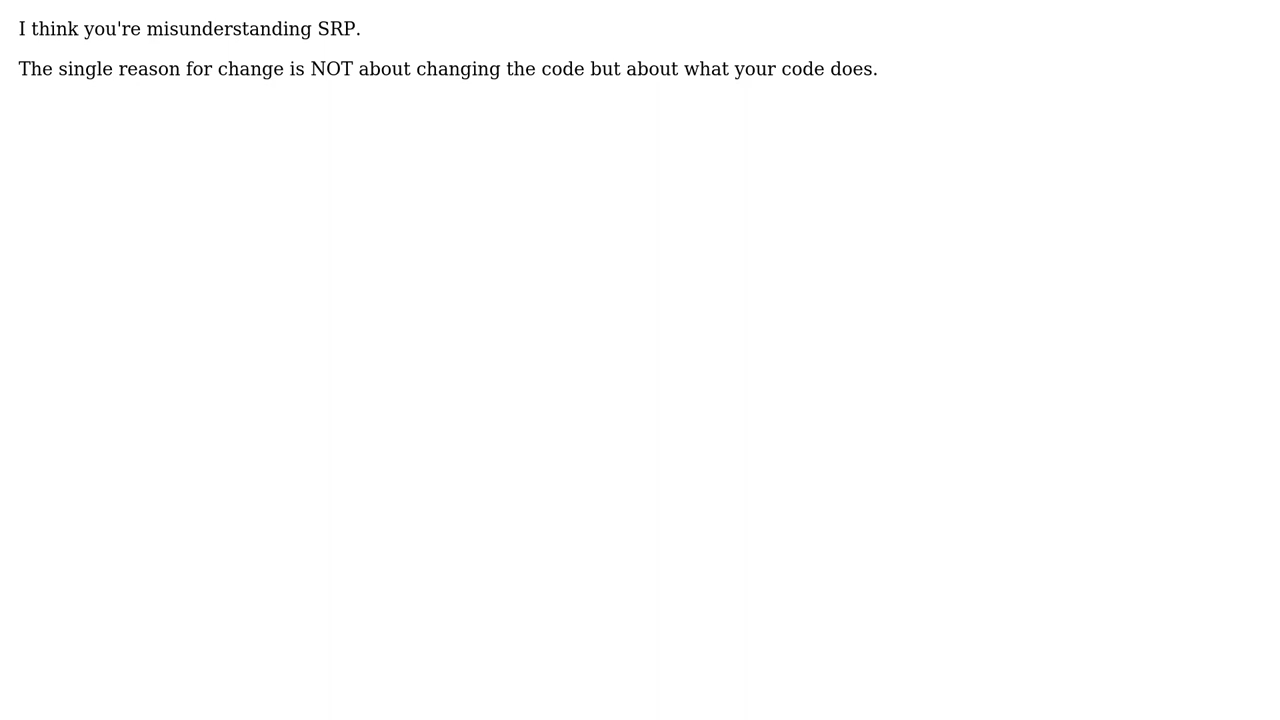 I think you're misunderstanding SRP.
The single reason for change is NOT about changing the code but about what your code does.